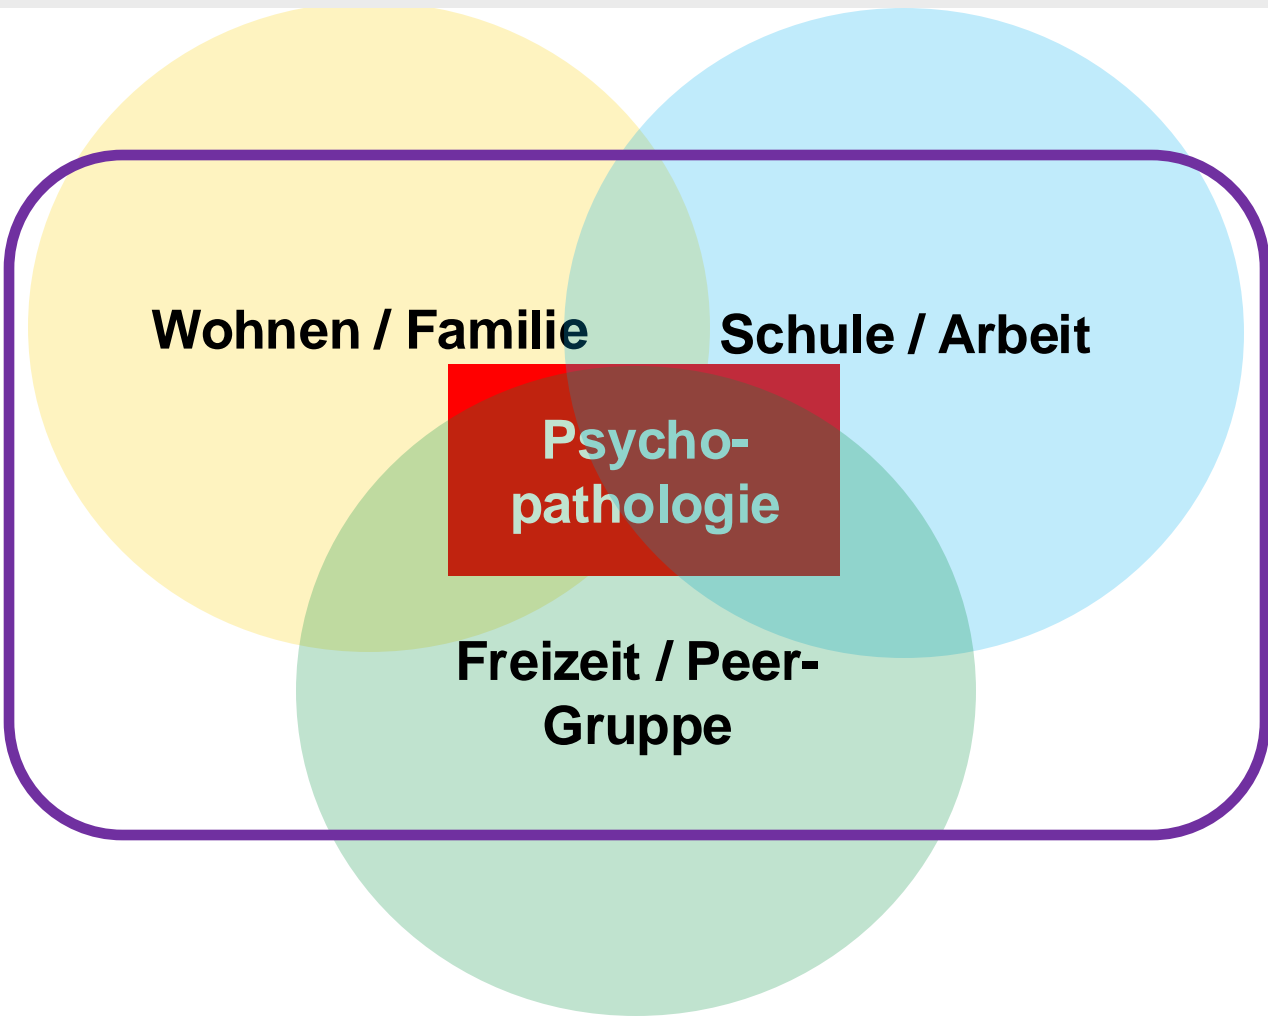 Wohnen / Familie
Schule / Arbeit
Psycho-
pathologie
Freizeit / Peer-
Gruppe